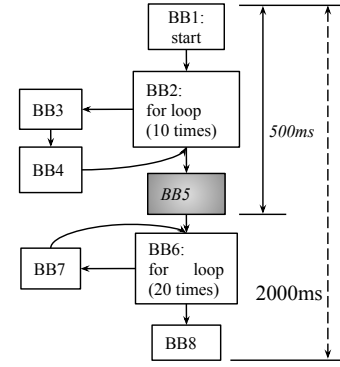 BB1:
start
BB2:
for loop
(10 times)
BB3
BB4
500ms
BB5
BB6:
for loop
(20 times)
BB7
2000ms
BB8